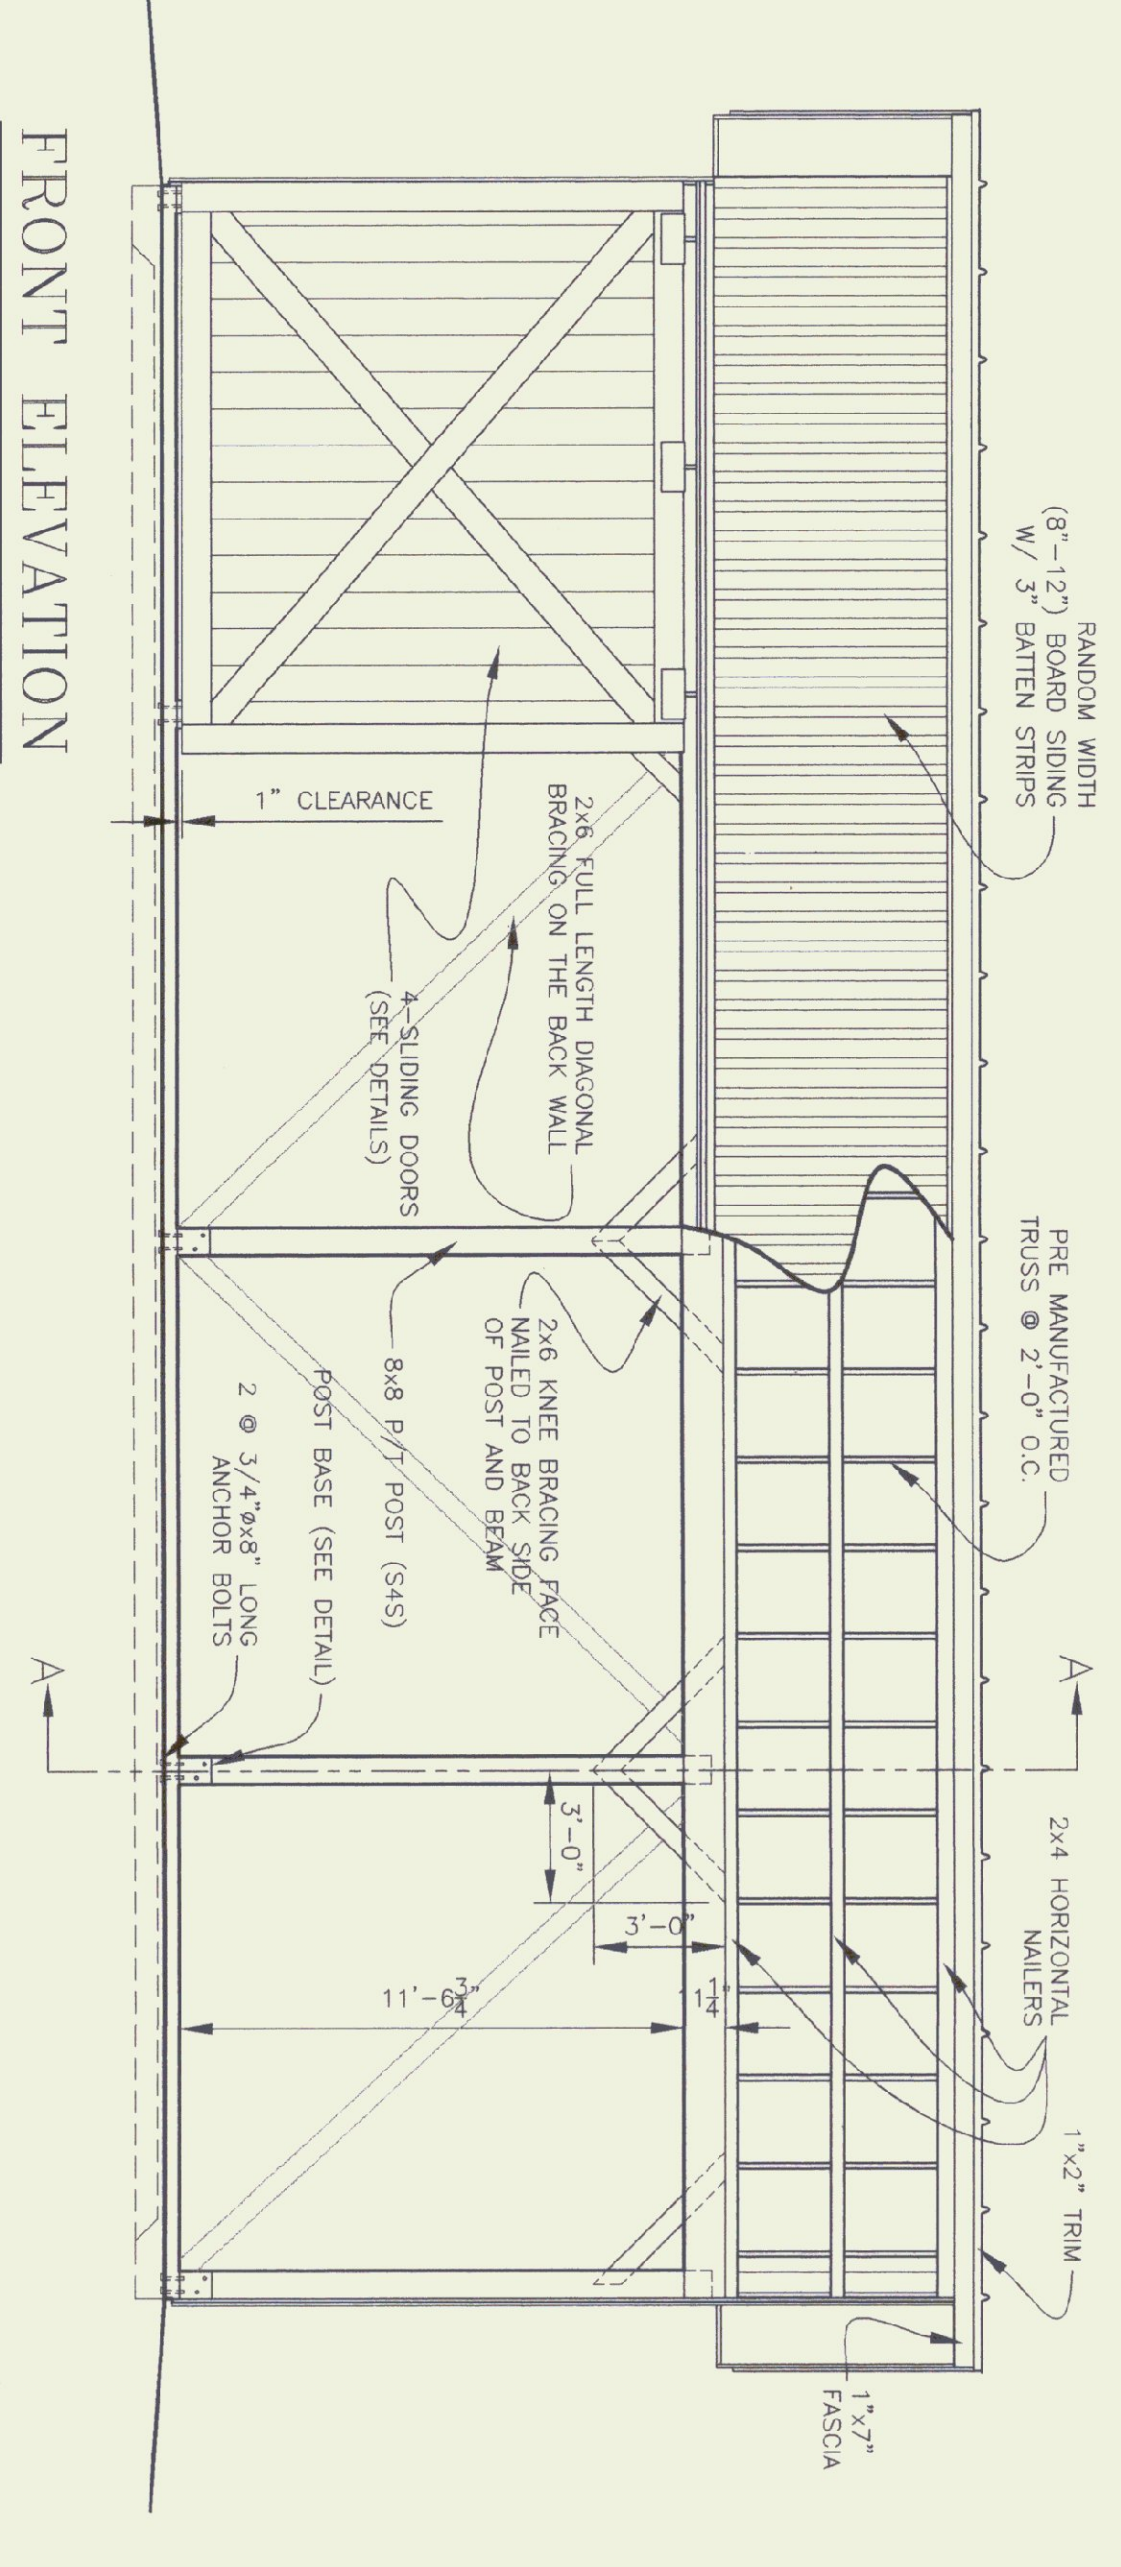 RANDOM WIDTH
(8"-12") BOARD SIDING
W/ 3" BATTEN STRIPS
PRE MANUFACTURED
TRUSS @ 2'-0" O.C.
A
2x4 HORIZONTAL
NAILERS
1"x2" TRIM
1"x7"
FASCIA
2x6 FULL LENGTH DIAGONAL
BRACING ON THE BACK WALL
4-SLIDING DOORS
(SEE DETAILS)
1" CLEARANCE
2x6 KNEE BRACING FACE
NAILED TO BACK SIDE
OF POST AND BEAM
8x8 P/T POST (S4S)
POST BASE (SEE DETAIL)
2 @ 3/4"øx8" LONG
ANCHOR BOLTS
3'-0"
3'-0"
1 1/4"
11'-6 3/4"
A
FRONT ELEVATION